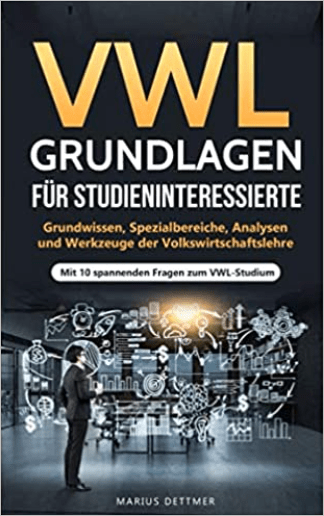 VWL
GRUNDLAGEN
FÜR STUDIENINTERESSIERTE
Grundwissen, Spezialbereiche, Analysen
und Werkzeuge der Volkswirtschaftslehre
Mit 10 spannenden Fragen zum VWL-Studium
MARIUS DETTMER